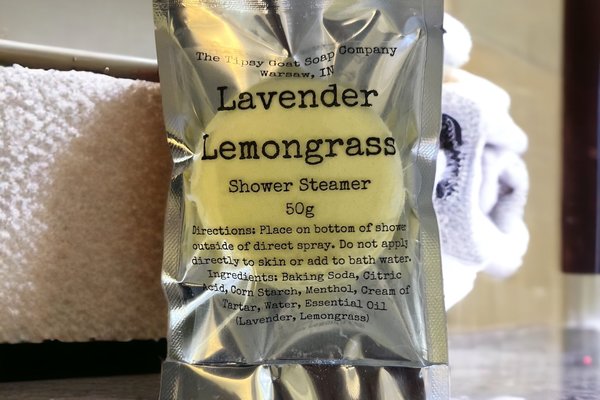 The Tipsy Goat Soap Company
Warsaw, IN
Lavender
Lemongrass
Shower Steamer
50g
Directions: Place on bottom of showe
outside of direct spray. Do not apply
directly to skin or add to bath water.
Ingredients: Baking Soda, Citric
Acid, Corn Starch, Menthol, Cream of
Tartar, Water, Essential Oil
(Lavender, Lemongrass)